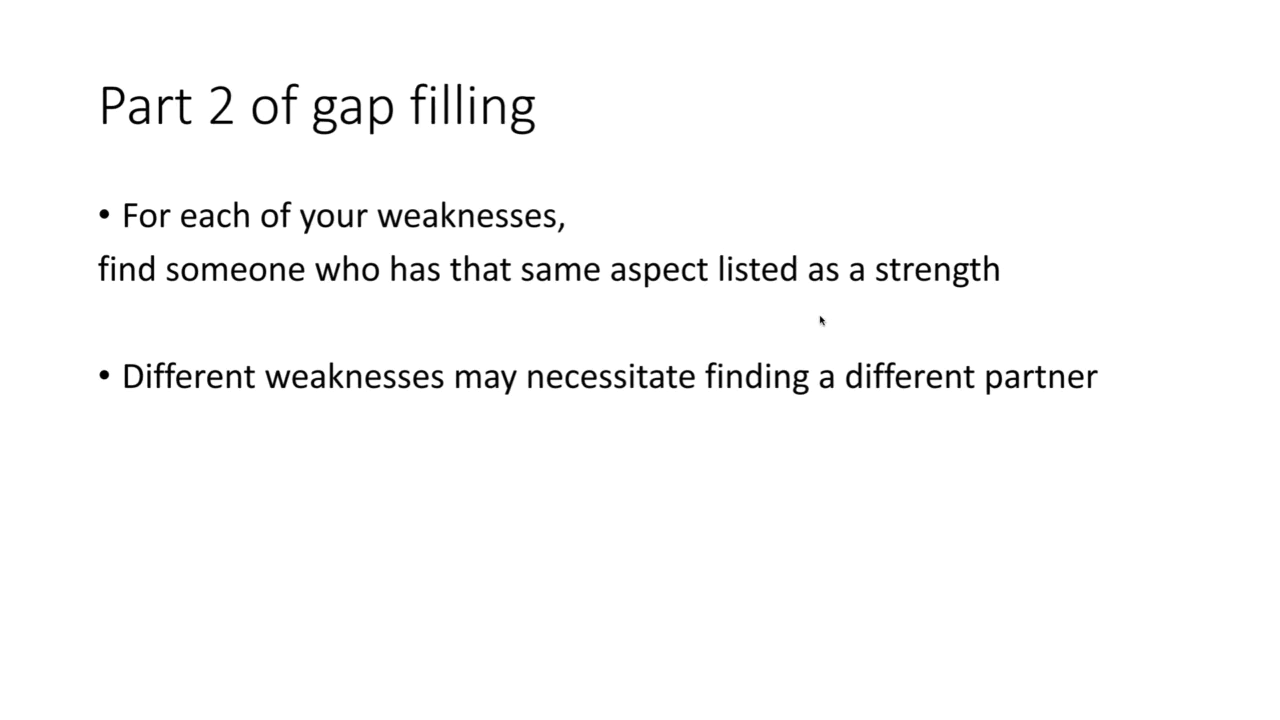 Part 2 of gap filling
• For each of your weaknesses,
find someone who has that same aspect listed as a strength
• Different weaknesses may necessitate finding a different partner